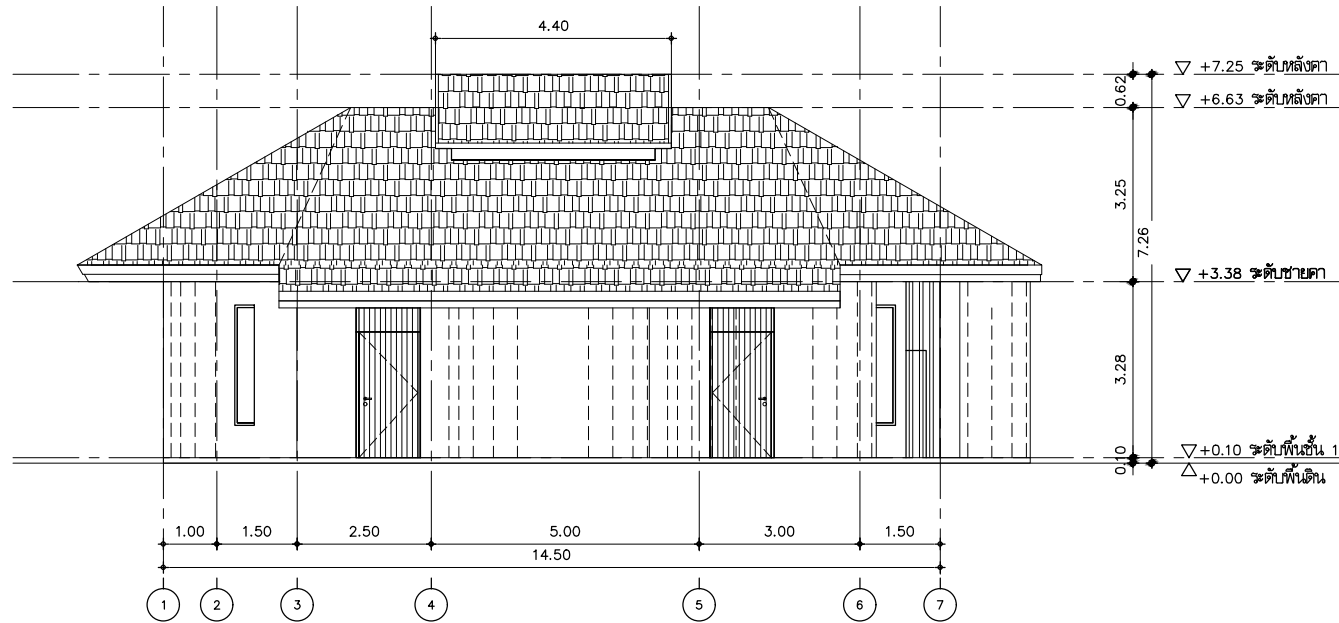 4.40
+7.25 ระดับหลังคา
0.62
+6.63 ระดับหลังคา
3.25
7.26
+3.38 ระดับชายคา
3.28
+0.10 ระดับพื้นชั้น 1
0.10
+0.00 ระดับพื้นดิน
1.00 1.50 2.50 5.00 3.00 1.50
14.50
1 2 3 4 5 6 7